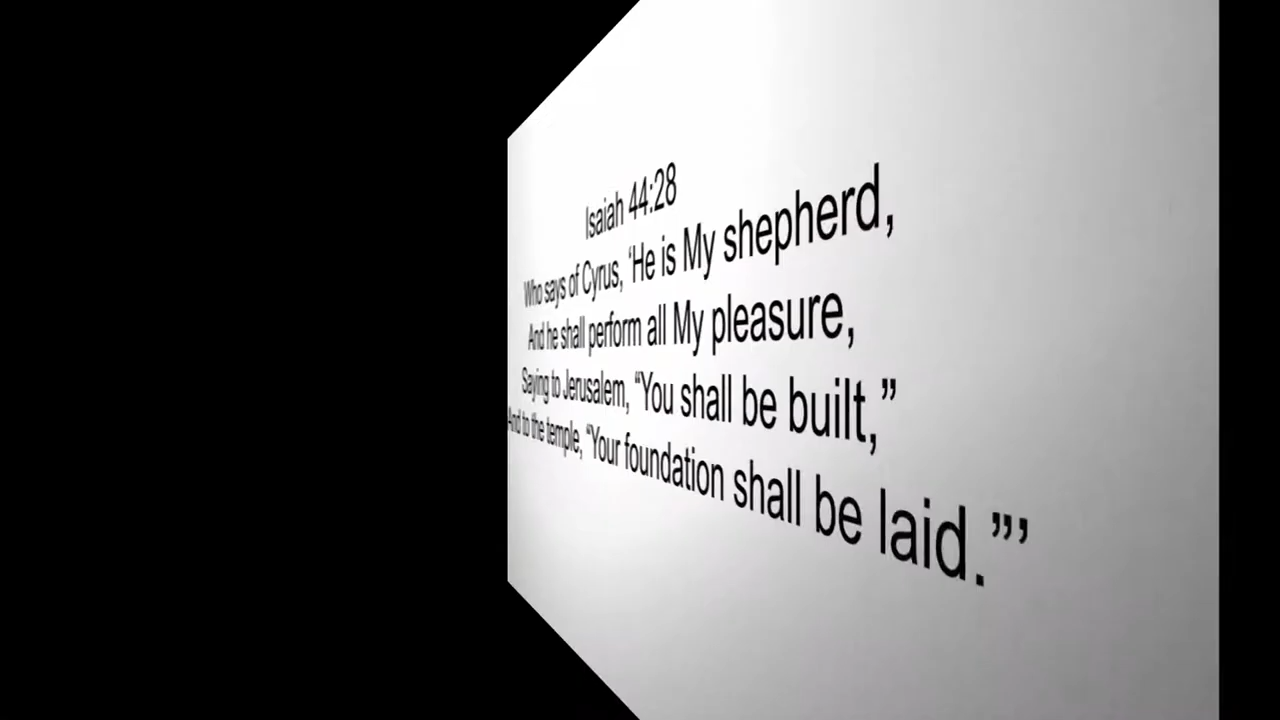 Isaiah 44:28
Who says of Cyrus, ‘He is My shepherd,
And he shall perform all My pleasure,
Saying to Jerusalem, “You shall be built,”
And to the temple, “Your foundation shall be laid.”’